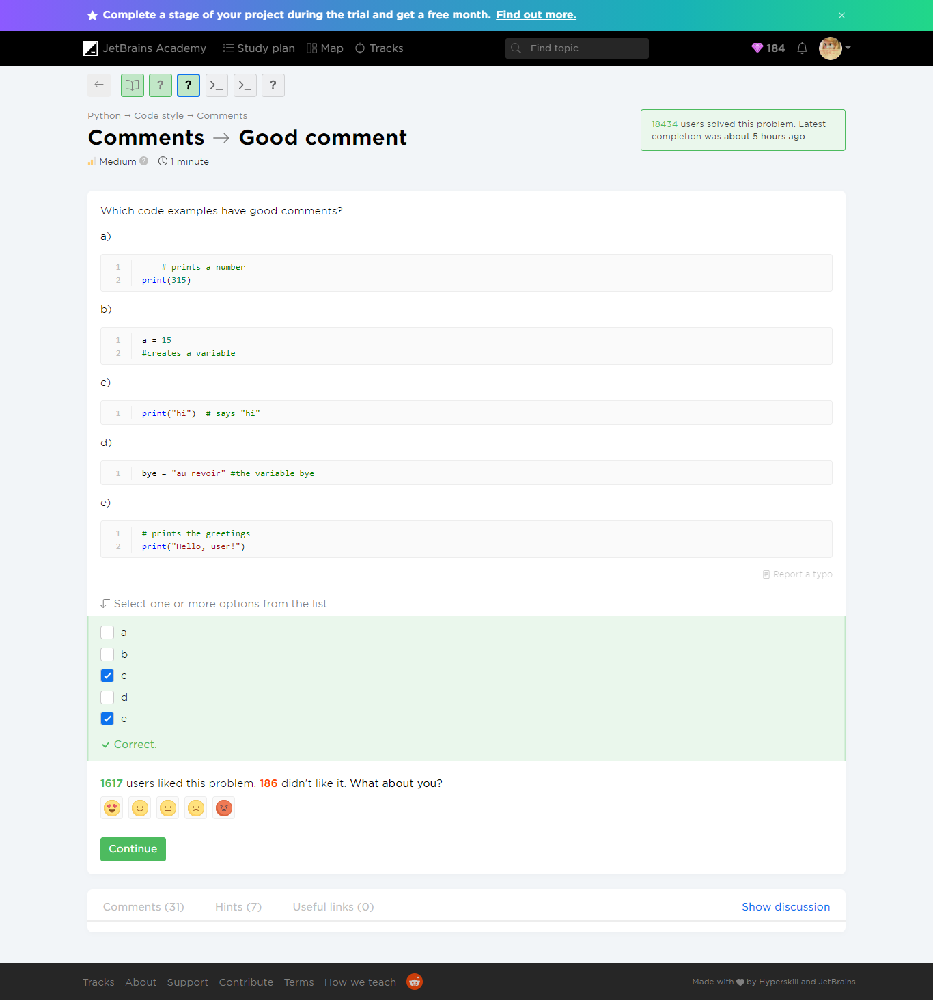 Complete a stage of your project during the trial and get a free month. Find out more.
JetBrains Academy
Study plan
Map
Tracks
Find topic
184
?
?
>_
>_
?
Python → Code style → Comments
Comments → Good comment
Medium ?
1 minute
18434 users solved this problem. Latest
completion was about 5 hours ago.
Which code examples have good comments?
a)
1     # prints a number
2 print(315)
b)
1 a = 15
2 #creates a variable
c)
1 print("hi")  # says "hi"
d)
1 bye = "au revoir" #the variable bye
e)
1 # prints the greetings
2 print("Hello, user!")
Report a typo
Select one or more options from the list
a
b
c
d
e
Correct.
1617 users liked this problem. 186 didn't like it. What about you?
Continue
Comments (31)
Hints (7)
Useful links (0)
Show discussion
Tracks
About
Support
Contribute
Terms
How we teach
Made with ♥ by Hyperskill and JetBrains